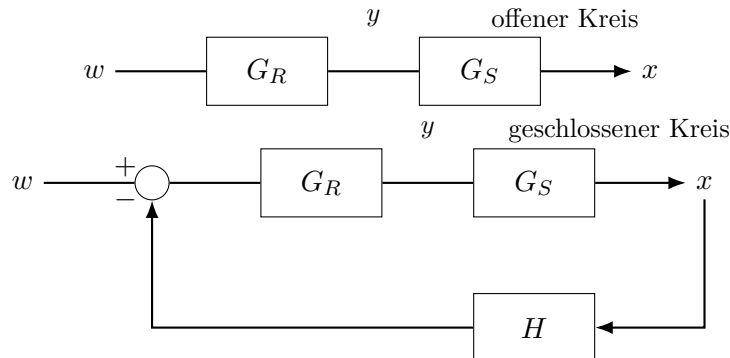 y offener Kreis
w G_R G_S x
y geschlossener Kreis
+
w G_R G_S x
−
H